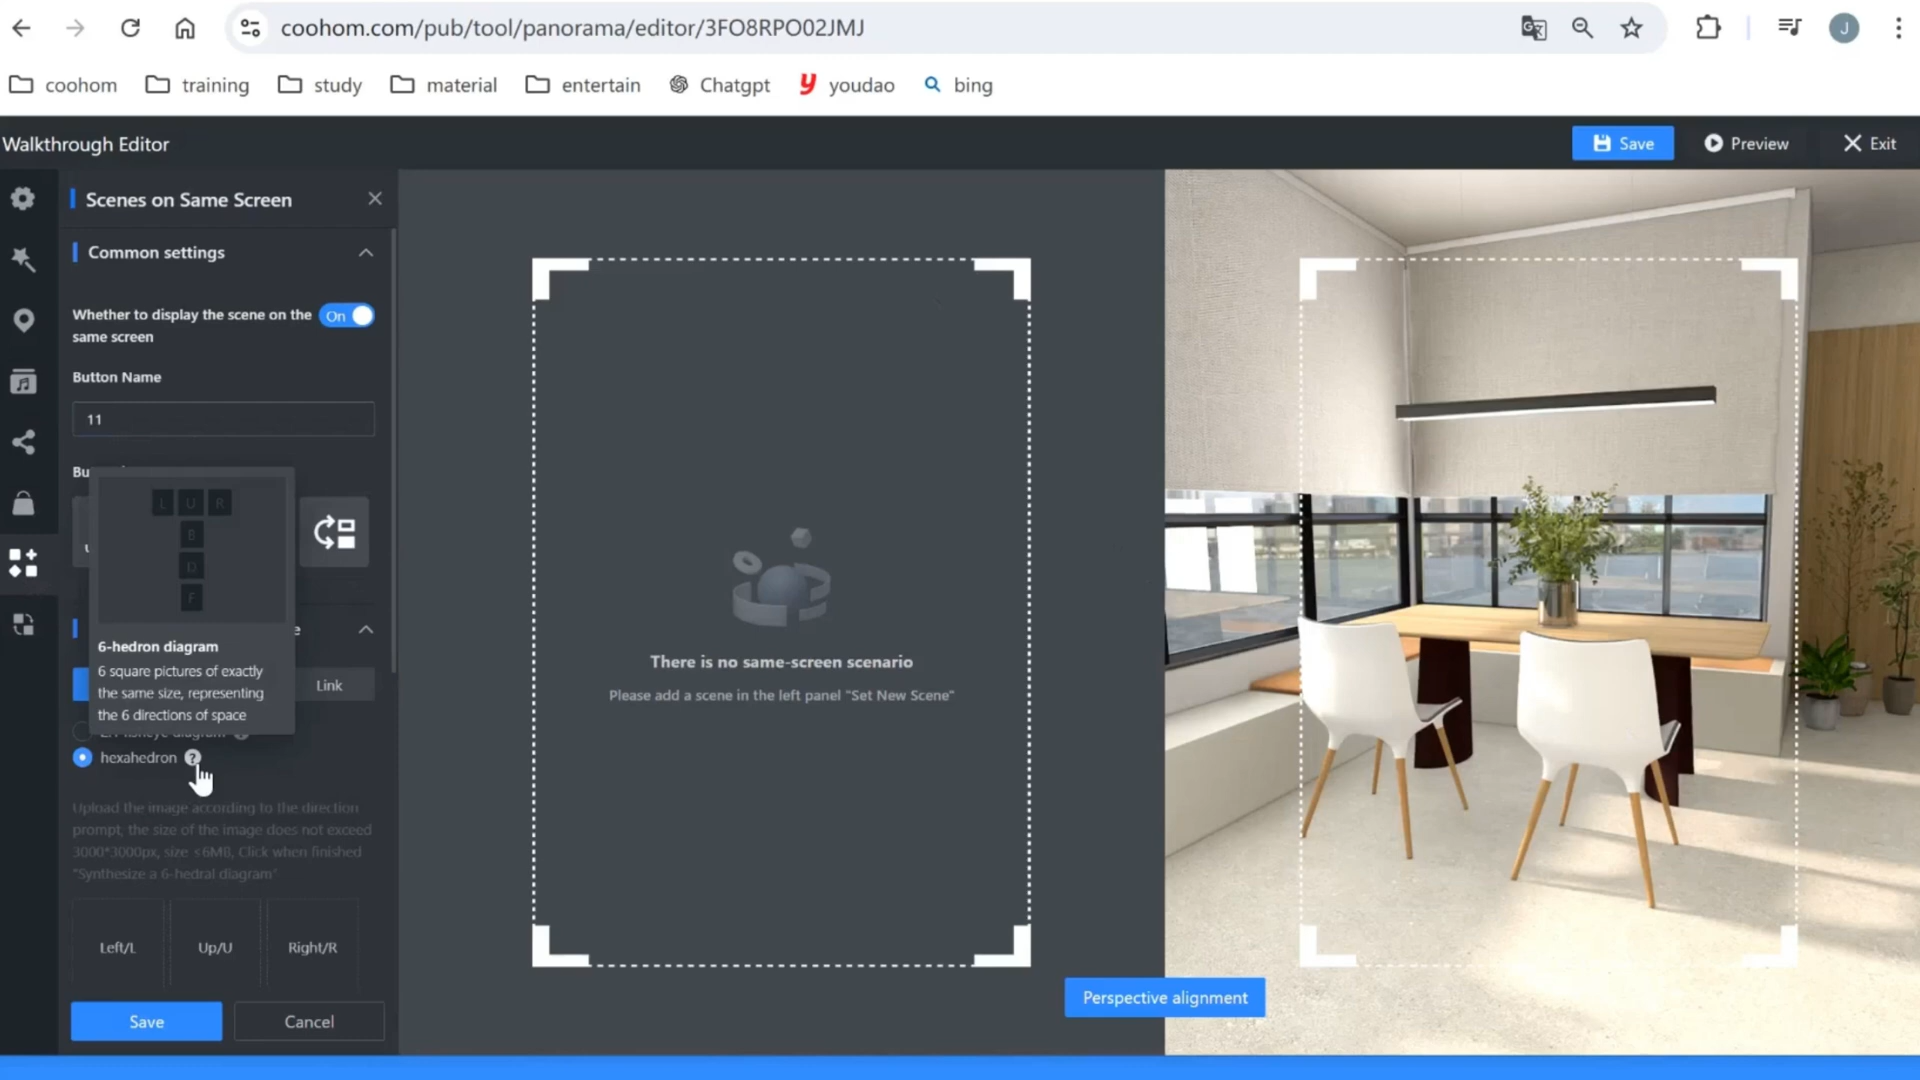 coohom.com/pub/tool/panorama/editor/3FO8RPO02JMJ
J
coohom
training
study
material
entertain
Chatgpt
youdao
bing
Walkthrough Editor
Save
Preview
Exit
Scenes on Same Screen
Common settings
Whether to display the scene on the
same screen
On
Button Name
11
Bu
L U R
B
D
F
6-hedron diagram
6 square pictures of exactly
the same size, representing
the 6 directions of space
Link
hexahedron
Upload the image according to the direction
prompt, the size of the image does not exceed
3000*3000px, size ≤6MB, Click when finished
"Synthesize a 6-hedral diagram"
Left/L
Up/U
Right/R
Save
Cancel
There is no same-screen scenario
Please add a scene in the left panel "Set New Scene"
Perspective alignment